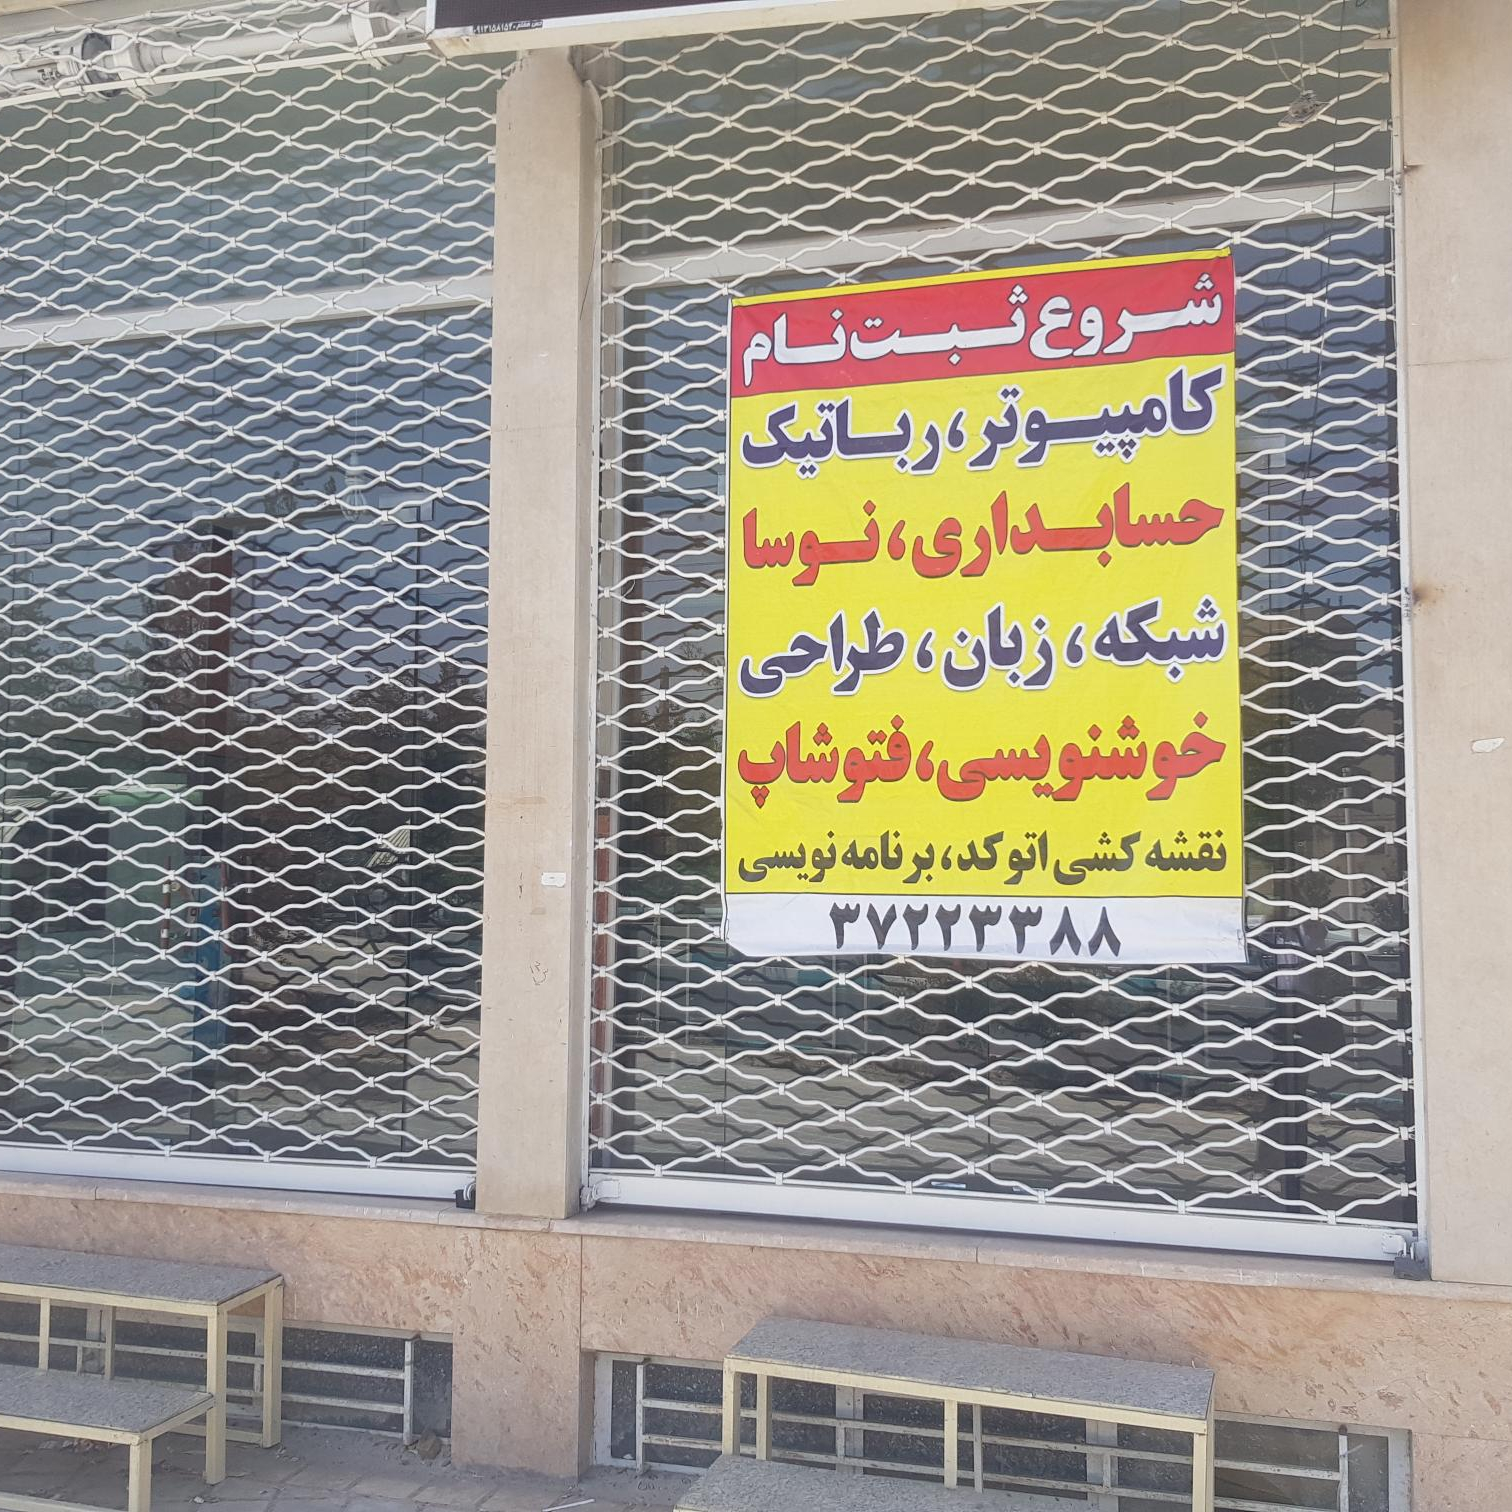 شروع ثبت نام
کامپیوتر، رباتیک
حسابداری، نوسا
شبکه، زبان، طراحی
خوشنویسی، فتوشاپ
نقشه کشی اتوکد، برنامه نویسی
۳۷۲۲۳۳۸۸